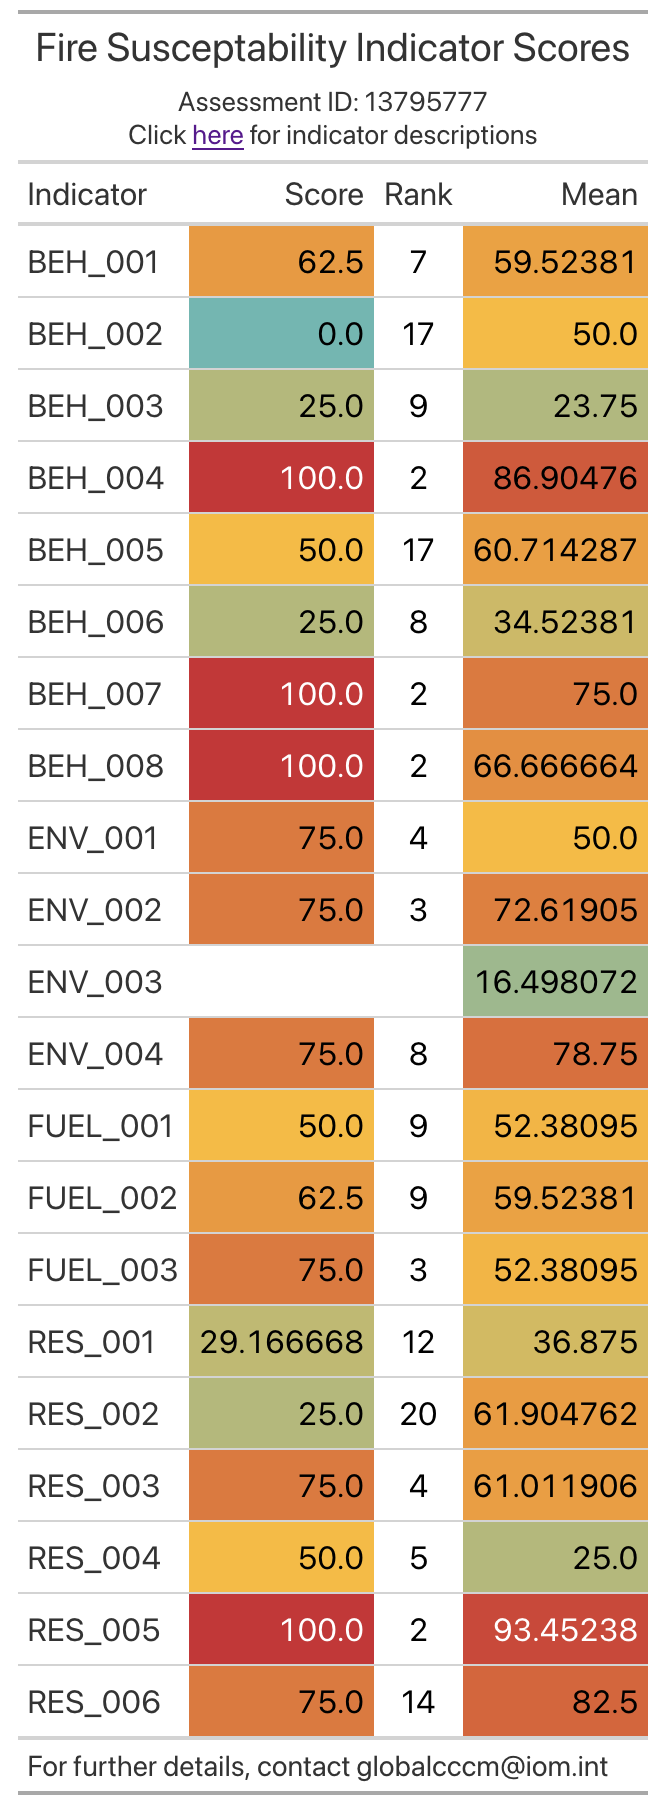 Fire Susceptability Indicator Scores
Assessment ID: 13795777
Click here for indicator descriptions
Indicator Score Rank Mean
BEH_001 62.5 7 59.52381
BEH_002 0.0 17 50.0
BEH_003 25.0 9 23.75
BEH_004 100.0 2 86.90476
BEH_005 50.0 17 60.714287
BEH_006 25.0 8 34.52381
BEH_007 100.0 2 75.0
BEH_008 100.0 2 66.666664
ENV_001 75.0 4 50.0
ENV_002 75.0 3 72.61905
ENV_003 16.498072
ENV_004 75.0 8 78.75
FUEL_001 50.0 9 52.38095
FUEL_002 62.5 9 59.52381
FUEL_003 75.0 3 52.38095
RES_001 29.166668 12 36.875
RES_002 25.0 20 61.904762
RES_003 75.0 4 61.011906
RES_004 50.0 5 25.0
RES_005 100.0 2 93.45238
RES_006 75.0 14 82.5
For further details, contact globalcccm@iom.int